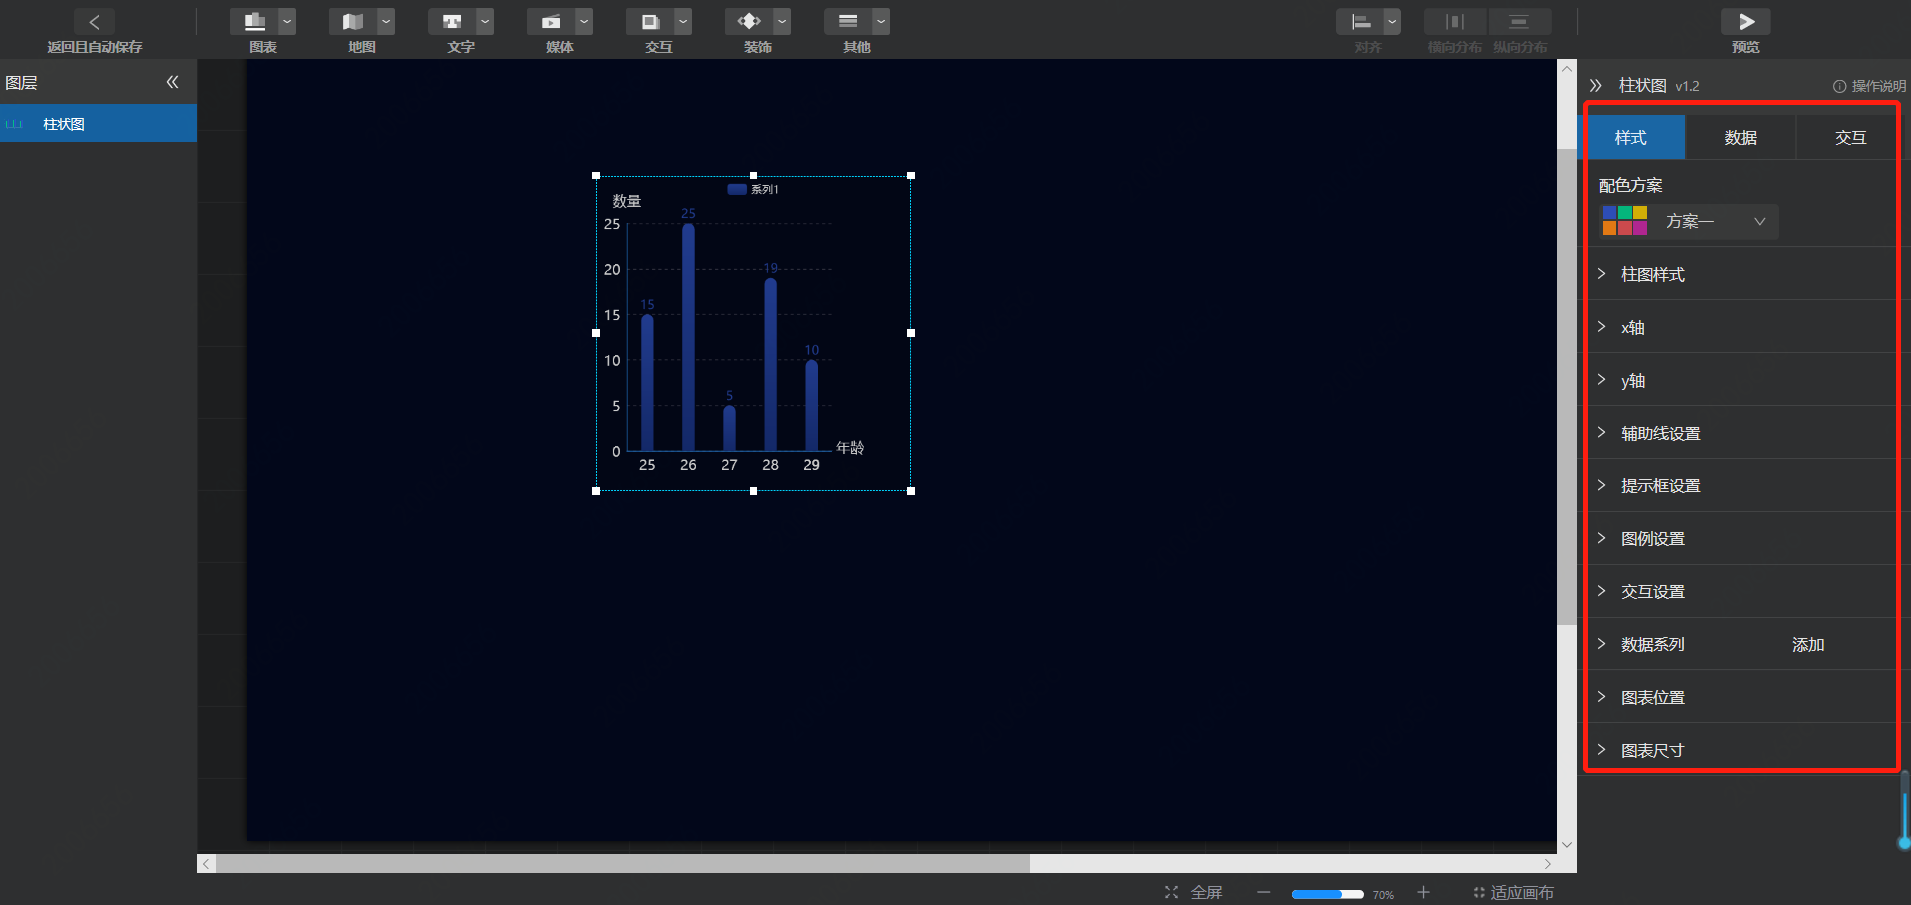 返回且自动保存
图表
地图
文字
媒体
交互
装饰
其他
对齐
横向分布
纵向分布
预览
图层
柱状图
柱状图 v1.2
操作说明
样式
数据
交互
配色方案
方案一
柱图样式
x轴
y轴
辅助线设置
提示框设置
图例设置
交互设置
数据系列
添加
图表位置
图表尺寸
系列1
数量
25
20
15
10
5
0
15
25
5
19
10
25
26
27
28
29
年龄
全屏
70%
适应画布